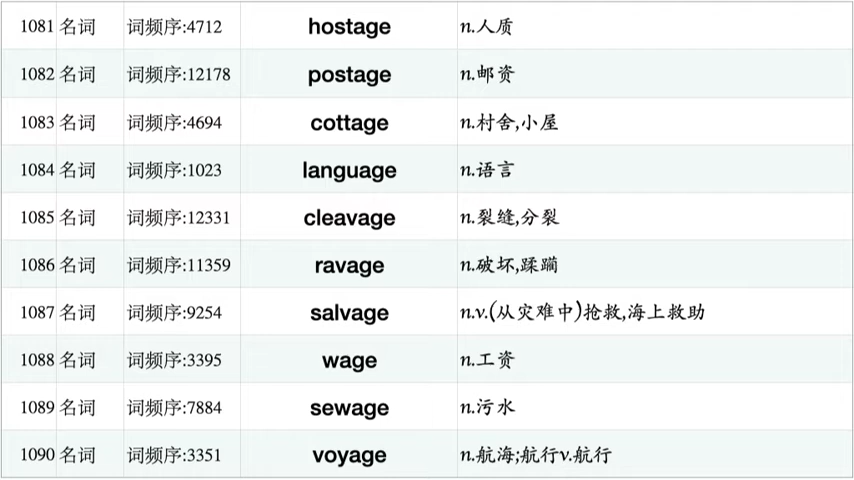 1081 名词 词频序:4712 hostage n.人质
1082 名词 词频序:12178 postage n.邮资
1083 名词 词频序:4694 cottage n.村舍,小屋
1084 名词 词频序:1023 language n.语言
1085 名词 词频序:12331 cleavage n.裂缝,分裂
1086 名词 词频序:11359 ravage n.破坏,蹂躏
1087 名词 词频序:9254 salvage n.v.(从灾难中)抢救,海上救助
1088 名词 词频序:3395 wage n.工资
1089 名词 词频序:7884 sewage n.污水
1090 名词 词频序:3351 voyage n.航海;航行v.航行